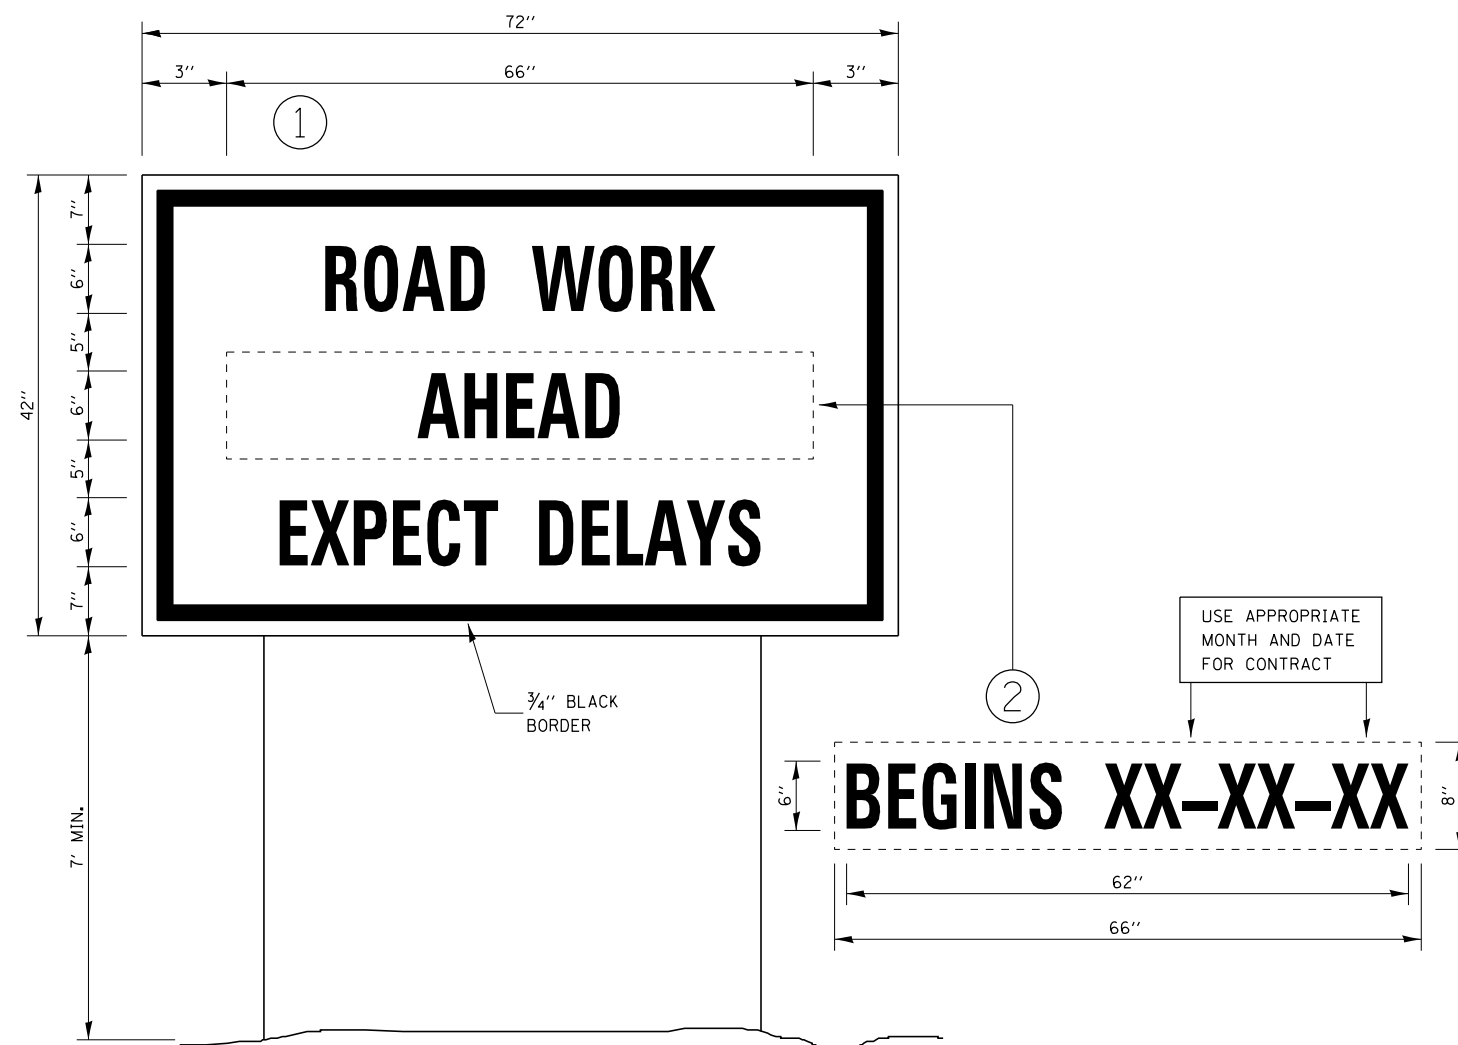 72''
3'' 66'' 3''
1
7''
6''
5''
6''
5''
6''
7''
42''
ROAD WORK
AHEAD
EXPECT DELAYS
3/4'' BLACK
BORDER
7' MIN.
USE APPROPRIATE
MONTH AND DATE
FOR CONTRACT
2
6''
BEGINS XX-XX-XX
8''
62''
66''